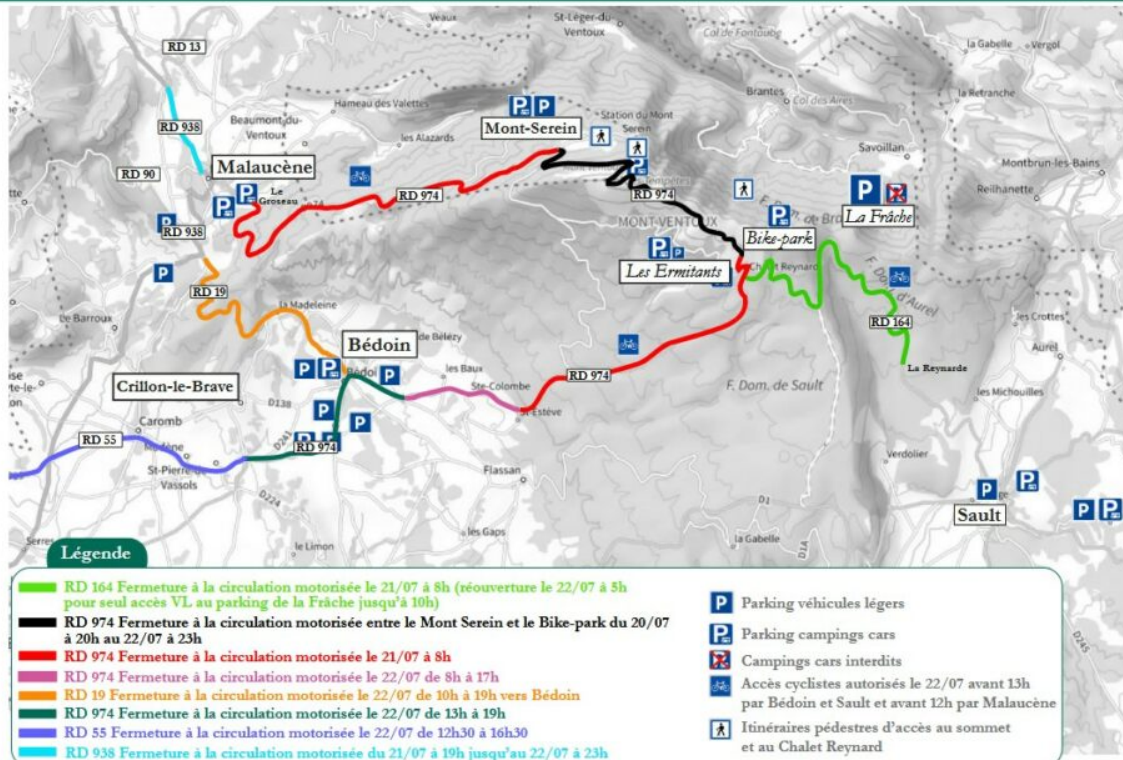 Veaux
St-Léger-du-
Ventoux
Col de Fontaube
la Gabelle
Vergol
RD 13
la Retranche
Brantes
Col des Aires
Hameau des Valettes
Station du Mont
Serein
Mont-Serein
Beaumont-du-
Ventoux
les Alazards
RD 938
Savoillan
Montbrun-les-Bains
RD 90
Malaucène
Reilhanette
Le
Groseau
RD 974
RD 974
Tempêtes
La Frâche
MONT-VENTOUX
Bike-park
RD 938
Les Ermitants
Chalet Reynard
RD 19
la Madeleine
F. Dom. d'Aurel
les Crottes
Le Barroux
RD 164
Aurel
Bédoin
de Bélézy
La Reynarde
les Baux
Ste-Colombe
RD 974
Crillon-le-Brave
F. Dom. de Sault
les Michouilles
D138
St-Estève
Caromb
RD 55
D241
RD 974
Modène
Verdolier
St-Pierre-de-
Vassols
Flassan
D224
Sault
D1
les Gaps
Serres
le Limon
la Gabelle
D1A
D245
Légende
RD 164 Fermeture à la circulation motorisée le 21/07 à 8h (réouverture le 22/07 à 5h
pour seul accès VL au parking de la Frâche jusqu'à 10h)
RD 974 Fermeture à la circulation motorisée entre le Mont Serein et le Bike-park du 20/07
à 20h au 22/07 à 23h
RD 974 Fermeture à la circulation motorisée le 21/07 à 8h
RD 974 Fermeture à la circulation motorisée le 22/07 de 8h à 17h
RD 19 Fermeture à la circulation motorisée le 22/07 de 10h à 19h vers Bédoin
RD 974 Fermeture à la circulation motorisée le 22/07 de 13h à 19h
RD 55 Fermeture à la circulation motorisée le 22/07 de 12h30 à 16h30
RD 938 Fermeture à la circulation motorisée du 21/07 à 19h jusqu'au 22/07 à 23h
P Parking véhicules légers
P Parking campings cars
Campings cars interdits
Accès cyclistes autorisés le 22/07 avant 13h
par Bédoin et Sault et avant 12h par Malaucène
Itinéraires pédestres d'accès au sommet
et au Chalet Reynard